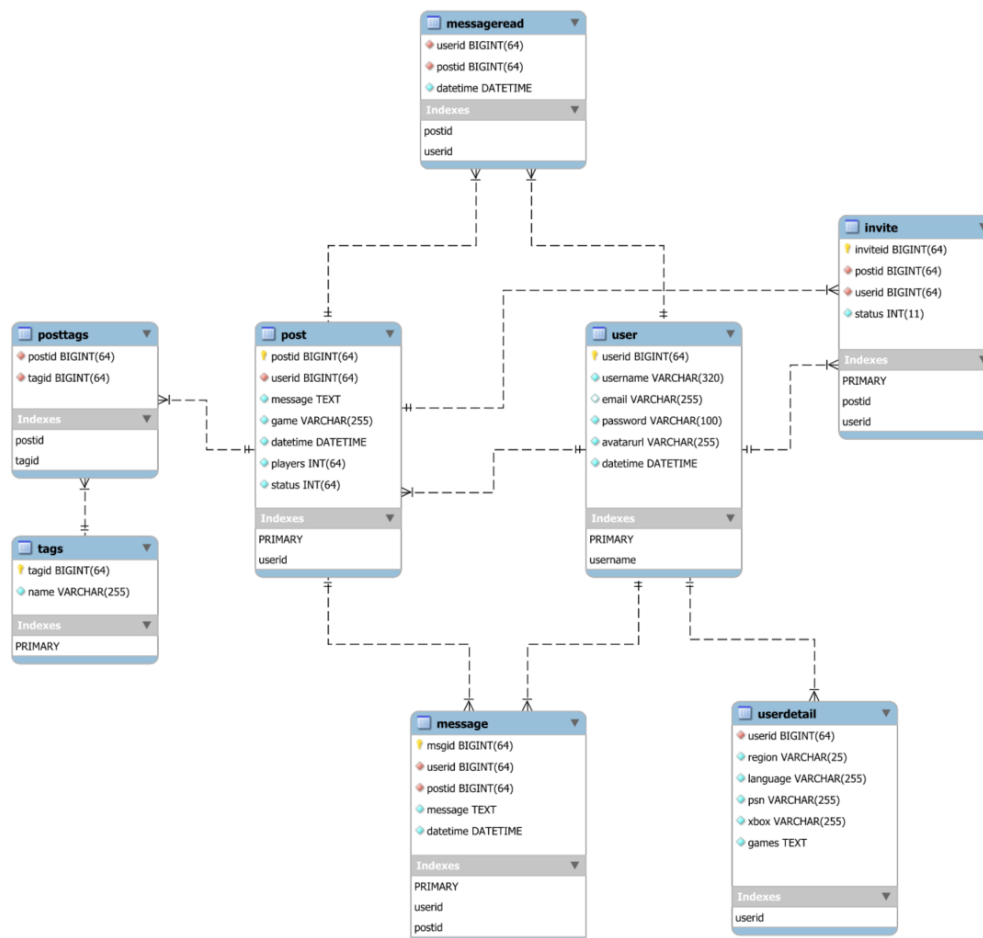 messageread
userid BIGINT(64)
postid BIGINT(64)
datetime DATETIME
Indexes
postid
userid
invite
inviteid BIGINT(64)
postid BIGINT(64)
userid BIGINT(64)
status INT(11)
Indexes
PRIMARY
postid
userid
posttags
postid BIGINT(64)
tagid BIGINT(64)
Indexes
postid
tagid
post
postid BIGINT(64)
userid BIGINT(64)
message TEXT
game VARCHAR(255)
datetime DATETIME
players INT(64)
status INT(64)
Indexes
PRIMARY
userid
user
userid BIGINT(64)
username VARCHAR(320)
email VARCHAR(255)
password VARCHAR(100)
avatarurl VARCHAR(255)
datetime DATETIME
Indexes
PRIMARY
username
tags
tagid BIGINT(64)
name VARCHAR(255)
Indexes
PRIMARY
message
msgid BIGINT(64)
userid BIGINT(64)
postid BIGINT(64)
message TEXT
datetime DATETIME
Indexes
PRIMARY
userid
postid
userdetail
userid BIGINT(64)
region VARCHAR(25)
language VARCHAR(255)
psn VARCHAR(255)
xbox VARCHAR(255)
games TEXT
Indexes
userid